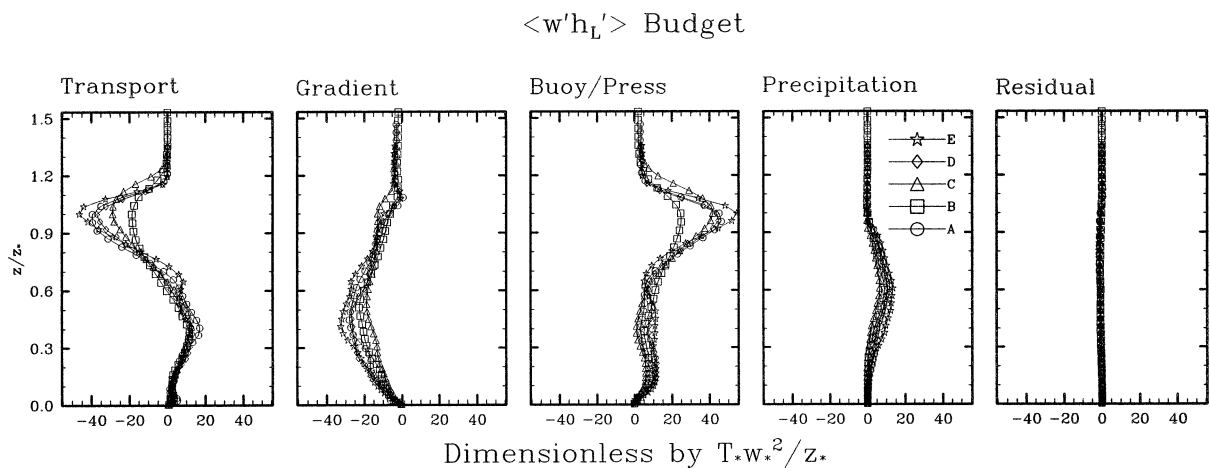 <w'h_L'> Budget
Transport Gradient Buoy/Press Precipitation Residual
1.5
1.2
0.9
0.6
0.3
0.0
z/z*
E
D
C
B
A
-40 -20 0 20 40 -40 -20 0 20 40 -40 -20 0 20 40 -40 -20 0 20 40 -40 -20 0 20 40
Dimensionless by T*w*²/z*